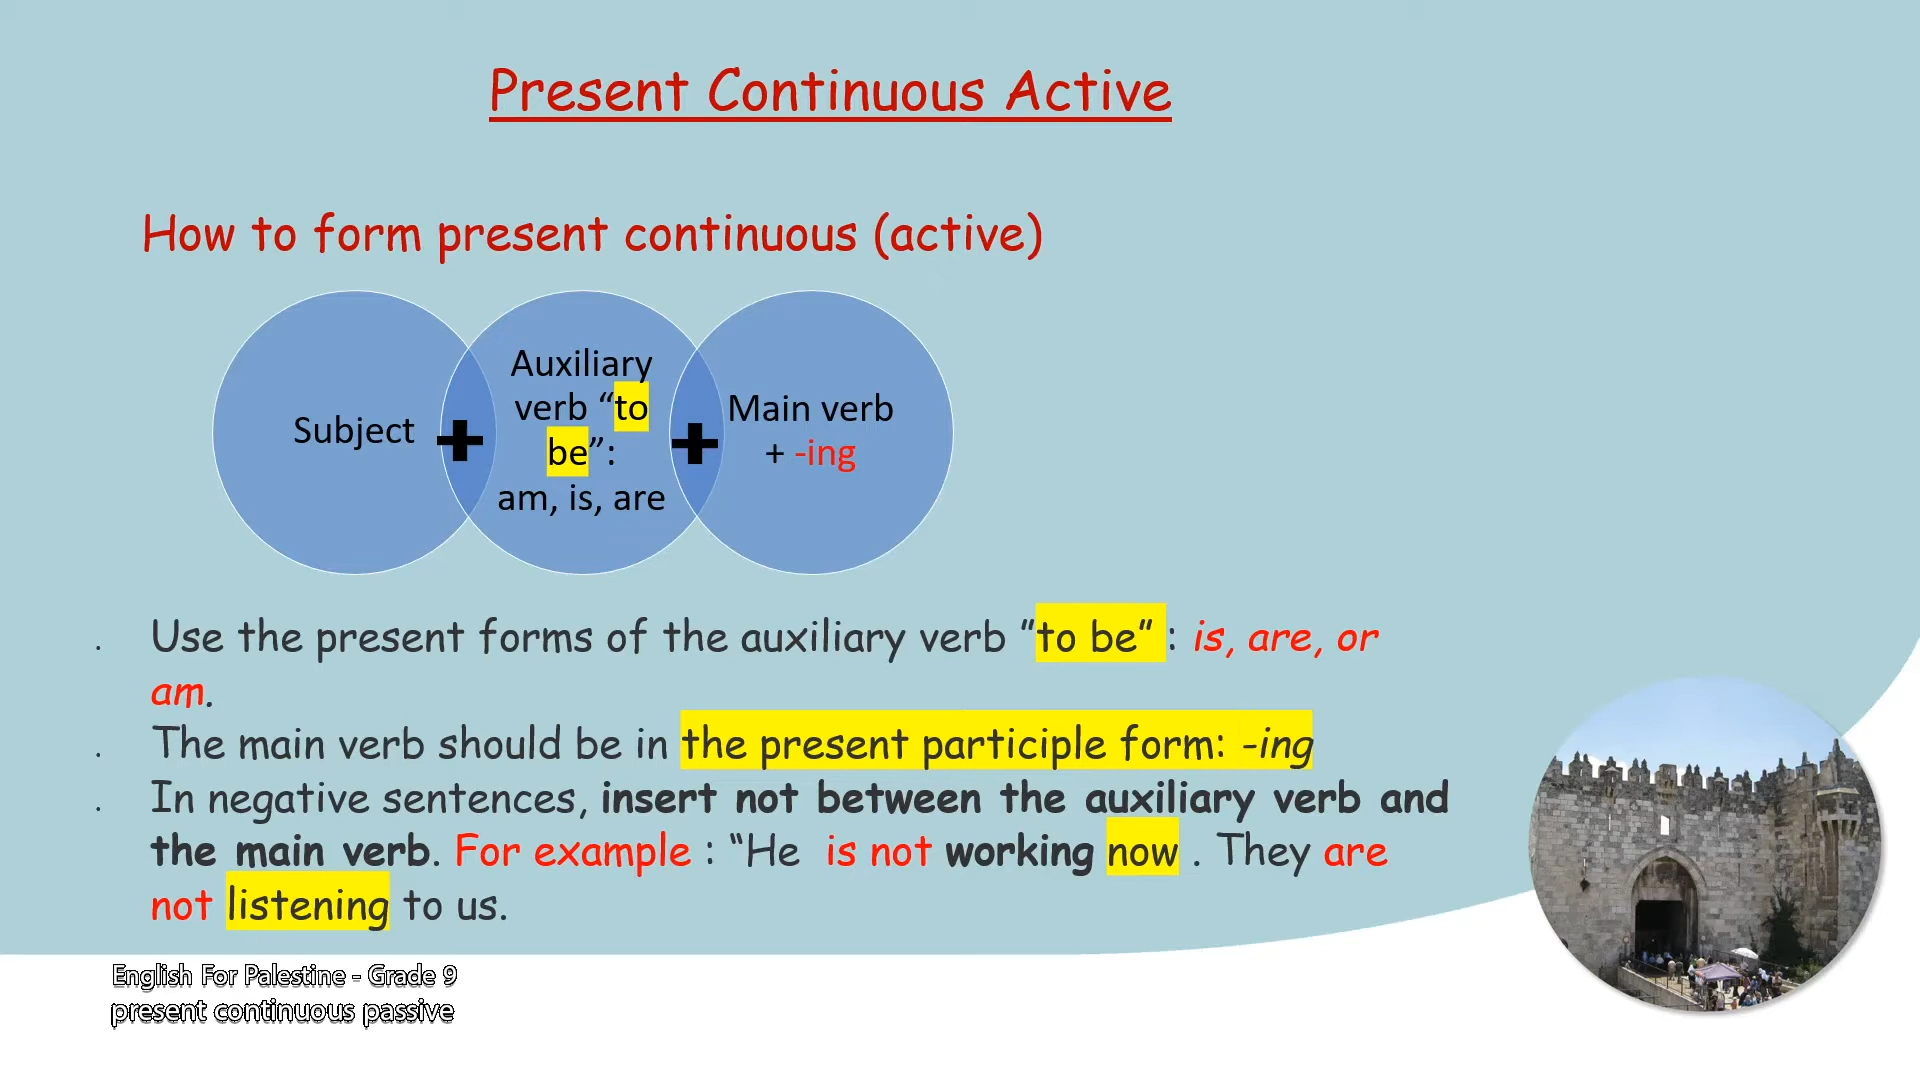 Present Continuous Active
How to form present continuous (active)
Subject
Auxiliary
verb “to
be”:
am, is, are
Main verb
+ -ing
Use the present forms of the auxiliary verb ”to be” : is, are, or
am.
The main verb should be in the present participle form: -ing
In negative sentences, insert not between the auxiliary verb and
the main verb. For example : “He is not working now . They are
not listening to us.
English For Palestine - Grade 9
present continuous passive